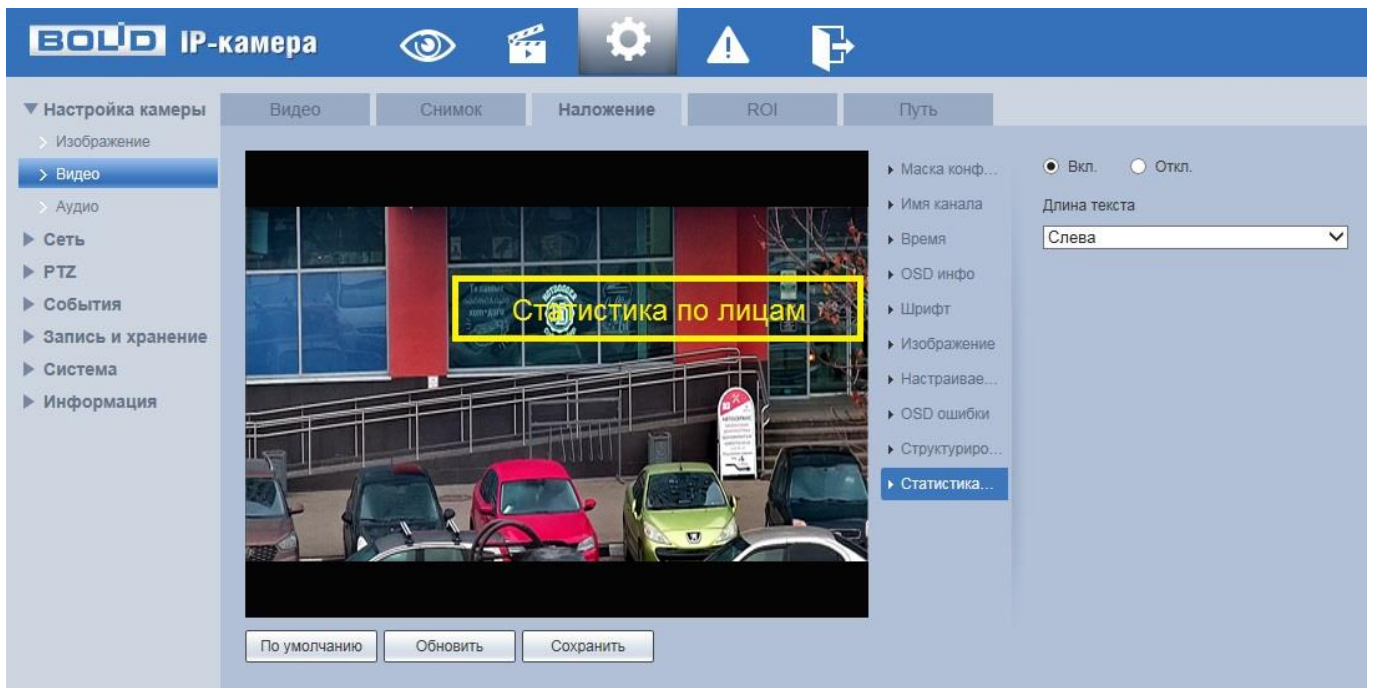 BOLID IP-камера
Настройка камеры
Изображение
Видео
Аудио
Сеть
PTZ
События
Запись и хранение
Система
Информация
Видео
Снимок
Наложение
ROI
Путь
Статистика по лицам
Маска конф...
Имя канала
Время
OSD инфо
Шрифт
Изображение
Настраивае...
OSD ошибки
Структуриро...
Статистика...
Вкл.
Откл.
Длина текста
Слева
По умолчанию
Обновить
Сохранить